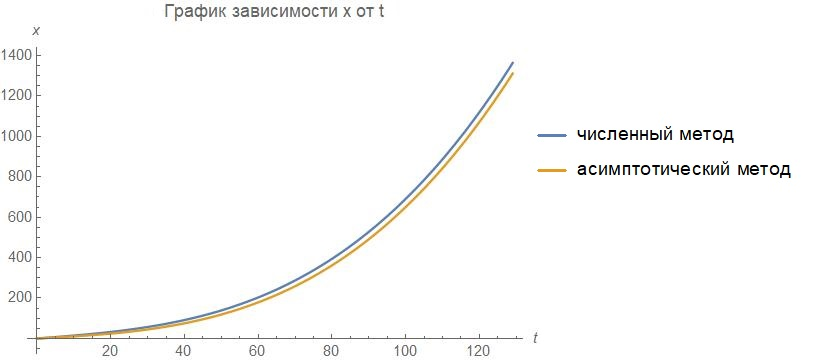 График зависимости x от t
x
1400
1200
1000
800
600
400
200
20 40 60 80 100 120
t
численный метод
асимптотический метод